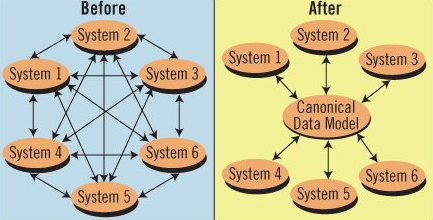 Before
System 2
System 1
System 3
System 4
System 6
System 5
After
System 2
System 1
System 3
Canonical
Data Model
System 4
System 6
System 5